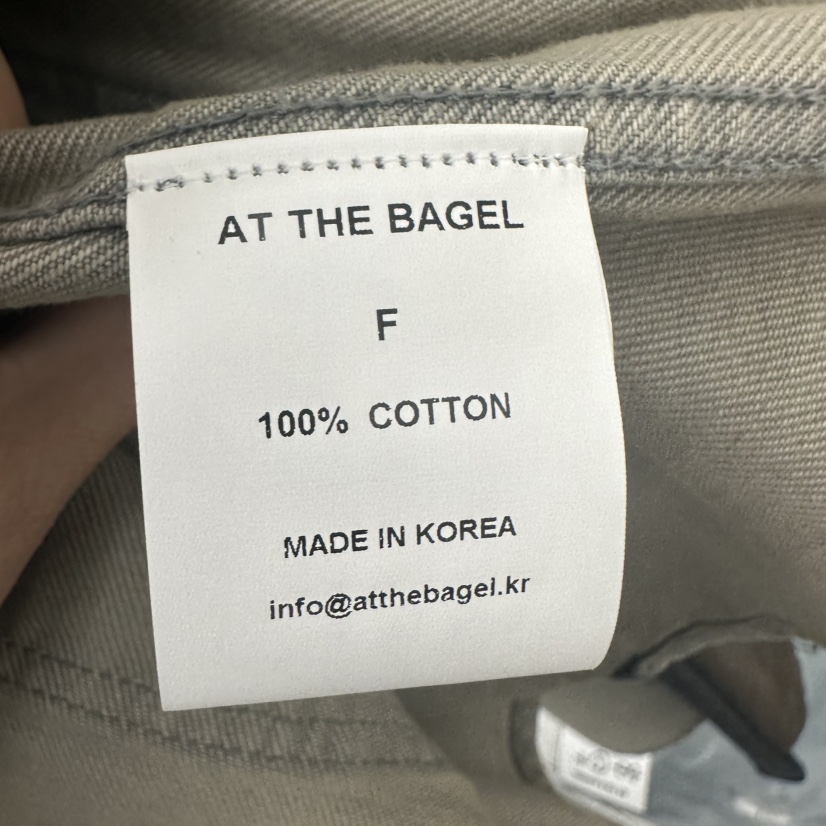 AT THE BAGEL
F
100% COTTON
MADE IN KOREA
info@atthebagel.kr